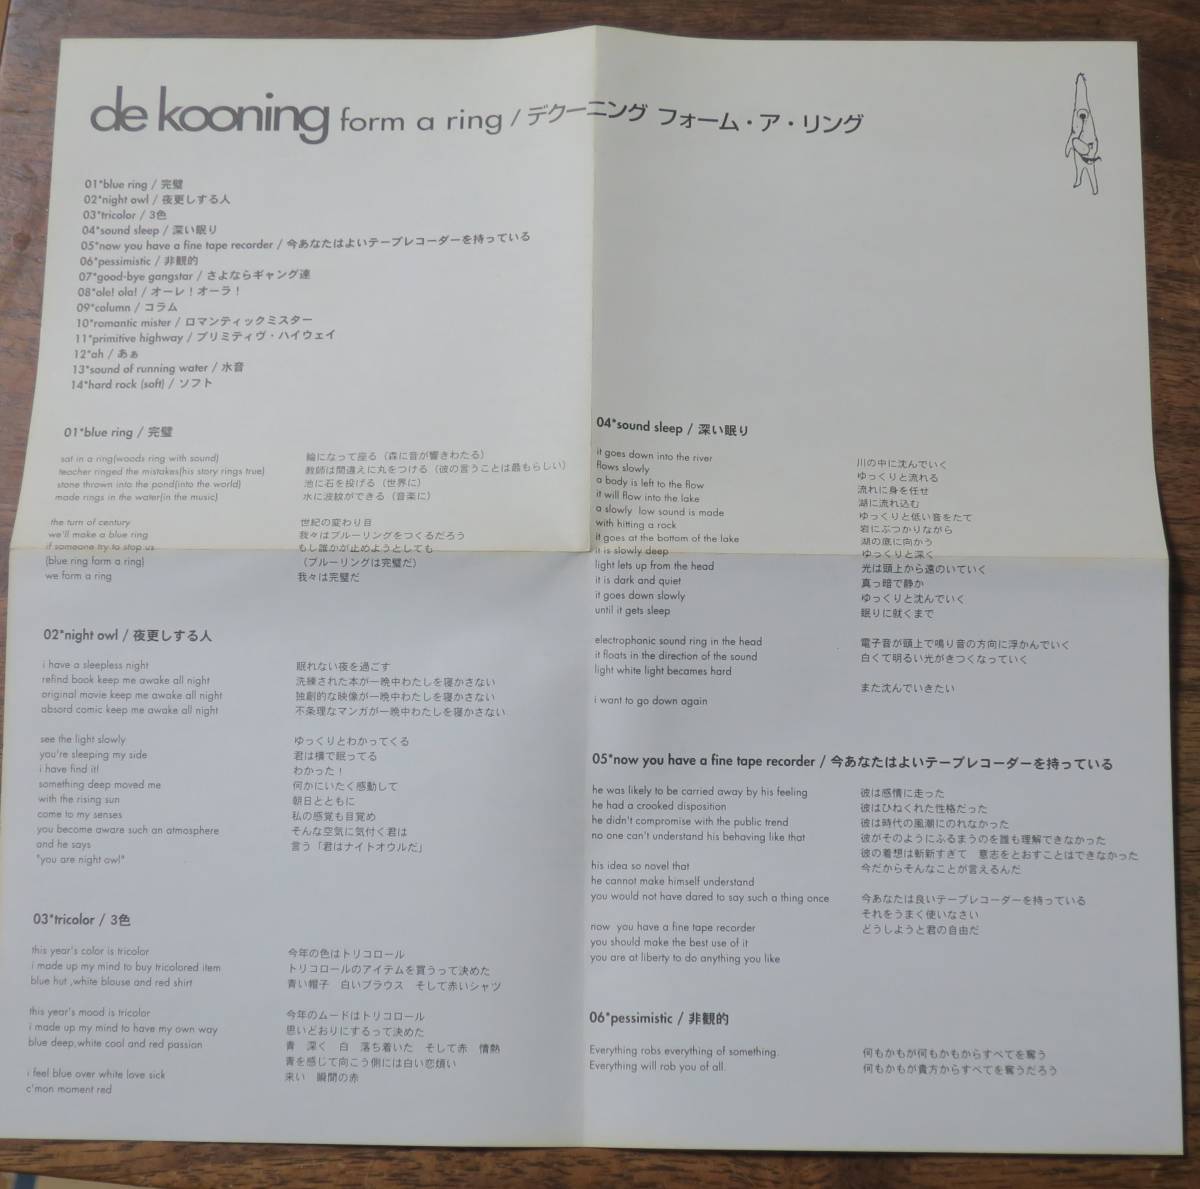 de kooning form a ring / デクーニング フォーム・ア・リング
01*blue ring / 完璧
02*night owl / 夜更しする人
03*tricolor / 3色
04*sound sleep / 深い眠り
05*now you have a fine tape recorder / 今あなたはよいテープレコーダーを持っている
06*pessimistic / 非観的
07*good-bye gangstar / さよならギャング達
08*ole! ola! / オーレ！オーラ！
09*column / コラム
10*romantic mister / ロマンティックミスター
11*primitive highway / プリミティヴ・ハイウェイ
12*ah / あぁ
13*sound of running water / 水音
14*hard rock (soft) / ソフト
01*blue ring / 完璧
sat in a ring(woods ring with sound)
teacher ringed the mistakes(his story rings true)
stone thrown into the pond(into the world)
made rings in the water(in the music)
the turn of century
we'll make a blue ring
if someone try to stop us
(blue ring form a ring)
we form a ring
輪になって座る（森に音が響きわたる）
教師は間違えに丸をつける（彼の言うことは最もらしい）
池に石を投げる（世界に）
水に波紋ができる（音楽に）
世紀の変わり目
我々はブルーリングをつくるだろう
もし誰かが止めようとしても
（ブルーリングは完璧だ）
我々は完璧だ
02*night owl / 夜更しする人
i have a sleepless night
refind book keep me awake all night
original movie keep me awake all night
absord comic keep me awake all night
see the light slowly
you're sleeping my side
i have find it!
something deep moved me
with the rising sun
come to my senses
you become aware such an atmosphere
and he says
"you are night owl"
眠れない夜を過ごす
洗練された本が一晩中わたしを寝かさない
独創的な映像が一晩中わたしを寝かさない
不条理なマンガが一晩中わたしを寝かさない
ゆっくりとわかってくる
君は横で眠ってる
わかった！
何かにいたく感動して
朝日とともに
私の感覚も目覚め
そんな空気に気付く君は
言う「君はナイトオウルだ」
03*tricolor / 3色
this year's color is tricolor
i made up my mind to buy tricolored item
blue hut ,white blouse and red shirt
this year's mood is tricolor
i made up my mind to have my own way
blue deep,white cool and red passion
i feel blue over white love sick
c'mon moment red
今年の色はトリコロール
トリコロールのアイテムを買うって決めた
青い帽子 白いブラウス そして赤いシャツ
今年のムードはトリコロール
思いどおりにするって決めた
青 深く 白 落ち着いた そして赤 情熱
青を感じて向こう側には白い恋煩い
来い 瞬間の赤
04*sound sleep / 深い眠り
it goes down into the river
flows slowly
a body is left to the flow
it will flow into the lake
a slowly low sound is made
with hitting a rock
it goes at the bottom of the lake
it is slowly deep
light lets up from the head
it is dark and quiet
it goes down slowly
until it gets sleep
electrophonic sound ring in the head
it floats in the direction of the sound
light white light becames hard
i want to go down again
川の中に沈んでいく
ゆっくりと流れる
流れに身を任せ
湖に流れ込む
ゆっくりと低い音をたて
岩にぶつかりながら
湖の底に向かう
ゆっくりと深く
光は頭上から遠のいていく
真っ暗で静か
ゆっくりと沈んでいく
眠りに就くまで
電子音が頭上で鳴り音の方向に浮かんでいく
白くて明るい光がきつくなっていく
また沈んでいきたい
05*now you have a fine tape recorder / 今あなたはよいテープレコーダーを持っている
he was likely to be carried away by his feeling
he had a crooked disposition
he didn't compromise with the public trend
no one can't understand his behaving like that
his idea so novel that
he cannot make himself understand
you would not have dared to say such a thing once
now you have a fine tape recorder
you should make the best use of it
you are at liberty to do anything you like
彼は感情に走った
彼はひねくれた性格だった
彼は時代の風潮にのれなかった
彼がそのようにふるまうのを誰も理解できなかった
彼の着想は斬新すぎて 意志をとおすことはできなかった
今だからそんなことが言えるんだ
今あなたは良いテープレコーダーを持っている
それをうまく使いなさい
どうしようと君の自由だ
06*pessimistic / 非観的
Everything robs everything of something.
Everything will rob you of all.
何もかもが何もかもからすべてを奪う
何もかもが貴方からすべてを奪うだろう